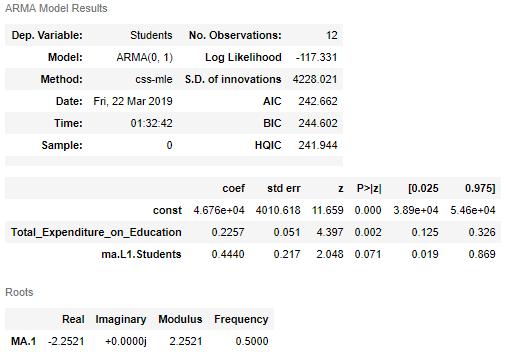 ARMA Model Results
Dep. Variable: Students No. Observations: 12
Model: ARMA(0, 1) Log Likelihood -117.331
Method: css-mle S.D. of innovations 4228.021
Date: Fri, 22 Mar 2019 AIC 242.662
Time: 01:32:42 BIC 244.602
Sample: 0 HQIC 241.944
coef std err z P>|z| [0.025 0.975]
const 4.676e+04 4010.618 11.659 0.000 3.89e+04 5.46e+04
Total_Expenditure_on_Education 0.2257 0.051 4.397 0.002 0.125 0.326
ma.L1.Students 0.4440 0.217 2.048 0.071 0.019 0.869
Roots
Real Imaginary Modulus Frequency
MA.1 -2.2521 +0.0000j 2.2521 0.5000